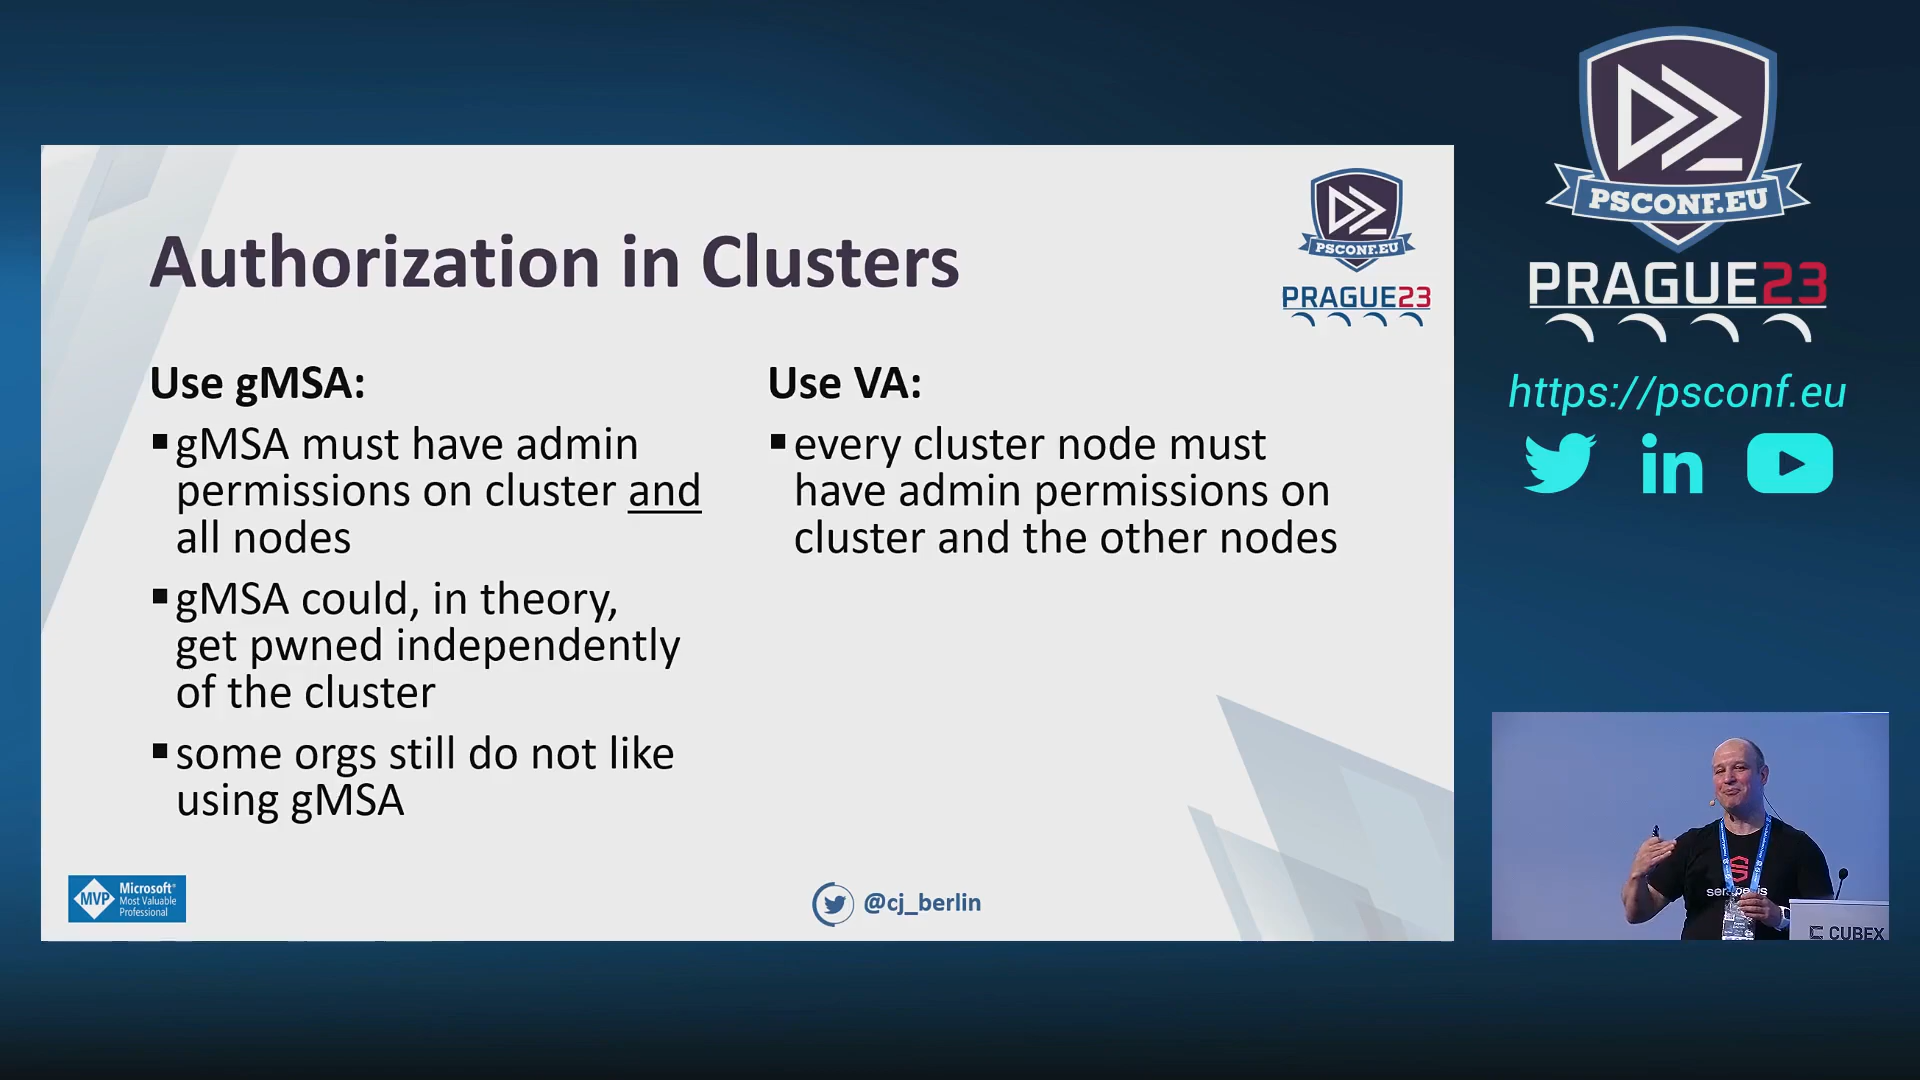 Authorization in Clusters
PSCONF.EU
PRAGUE23
Use gMSA:
▪gMSA must have admin
permissions on cluster and
all nodes
▪gMSA could, in theory,
get pwned independently
of the cluster
▪some orgs still do not like
using gMSA
Use VA:
▪every cluster node must
have admin permissions on
cluster and the other nodes
MVP
Microsoft®
Most Valuable
Professional
@cj_berlin
PSCONF.EU
PRAGUE23
https://psconf.eu
in
CUBEX